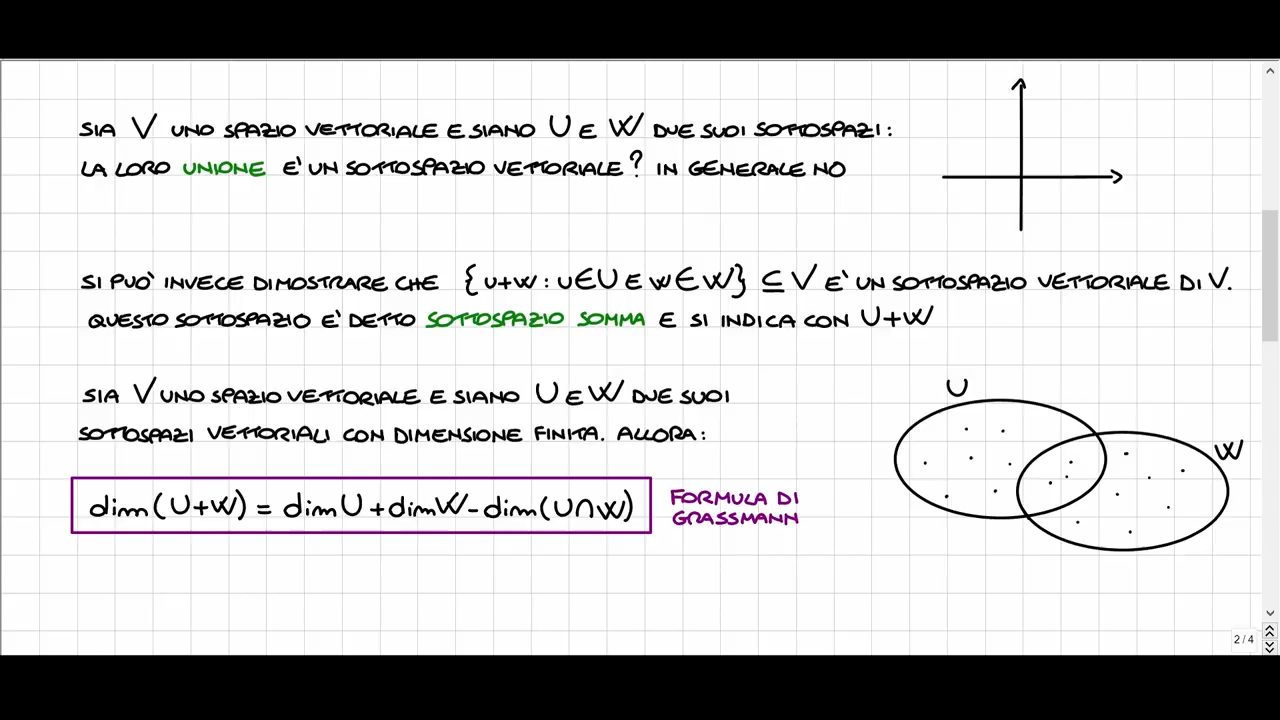 SIA V UNO SPAZIO VETTORIALE E SIANO U E W DUE SUOI SOTTOSPAZI:
LA LORO UNIONE E' UN SOTTOSPAZIO VETTORIALE? IN GENERALE NO
SI PUO' INVECE DIMOSTRARE CHE {u+w : u∈U E w∈W} ⊆ V E' UN SOTTOSPAZIO VETTORIALE DI V.
QUESTO SOTTOSPAZIO E' DETTO SOTTOSPAZIO SOMMA E SI INDICA CON U+W
SIA V UNO SPAZIO VETTORIALE E SIANO U E W DUE SUOI
SOTTOSPAZI VETTORIALI CON DIMENSIONE FINITA. ALLORA:
dim(U+W) = dimU + dimW - dim(U∩W)
FORMULA DI
GRASSMANN
U
W
2/4